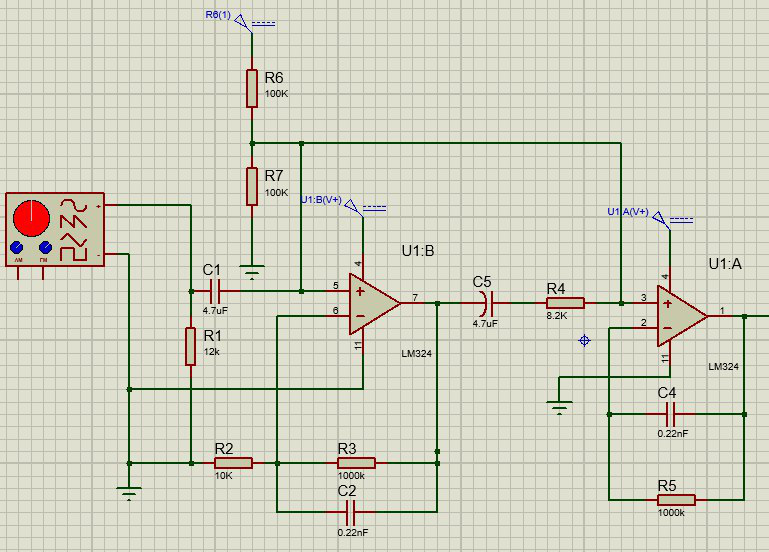 R6(1)
R6
100K
R7
100K
U1:B(V+)
U1:A(V+)
+
-
AM
FM
C1
4.7uF
R1
12k
U1:B
4
5
6
7
11
+
−
LM324
C5
4.7uF
R4
8.2K
U1:A
4
3
2
1
11
+
−
LM324
R2
10K
R3
1000k
C2
0.22nF
C4
0.22nF
R5
1000k